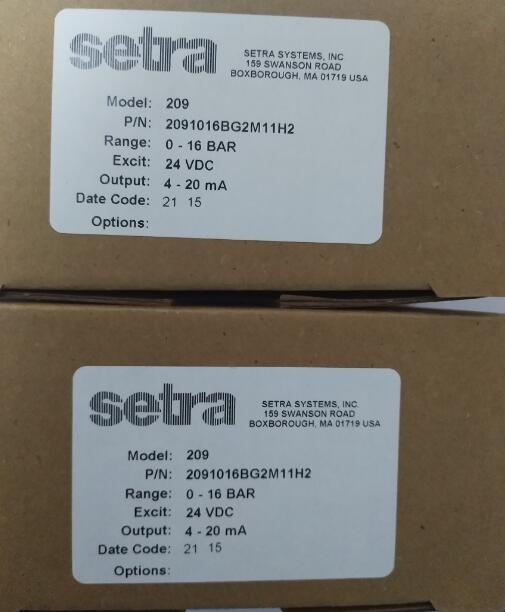 setra
SETRA SYSTEMS, INC
159 SWANSON ROAD
BOXBOROUGH, MA 01719 USA
Model: 209
P/N: 2091016BG2M11H2
Range: 0 - 16 BAR
Excit: 24 VDC
Output: 4 - 20 mA
Date Code: 21 15
Options:
setra
SETRA SYSTEMS, INC.
159 SWANSON ROAD
BOXBOROUGH, MA 01719 USA
Model: 209
P/N: 2091016BG2M11H2
Range: 0 - 16 BAR
Excit: 24 VDC
Output: 4 - 20 mA
Date Code: 21 15
Options: